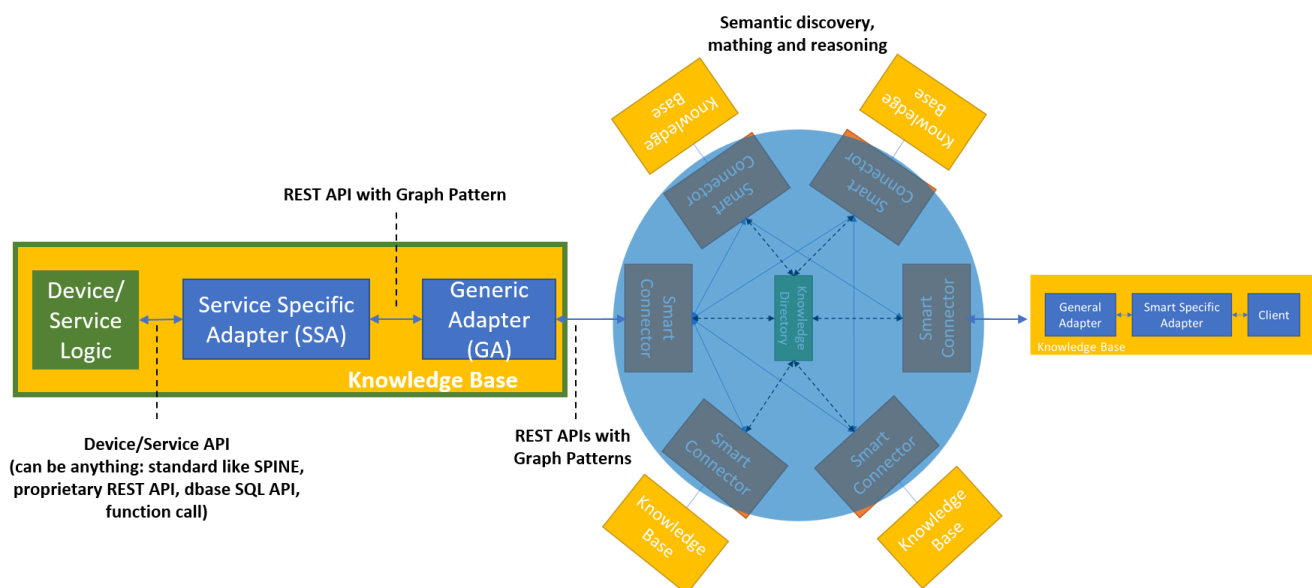 Semantic discovery,
mathing and reasoning
Knowledge
Base
Knowledge
Base
Smart
Connector
Smart
Connector
REST API with Graph Pattern
Device/
Service
Logic
Service Specific
Adapter (SSA)
Generic
Adapter
(GA)
Knowledge Base
Smart
Connector
Knowledge
Directory
Smart
Connector
General
Adapter
Smart Specific
Adapter
Client
Knowledge Base
Device/Service API
(can be anything: standard like SPINE,
proprietary REST API, dbase SQL API,
function call)
REST APIs with
Graph Patterns
Smart
Connector
Smart
Connector
Knowledge
Base
Knowledge
Base